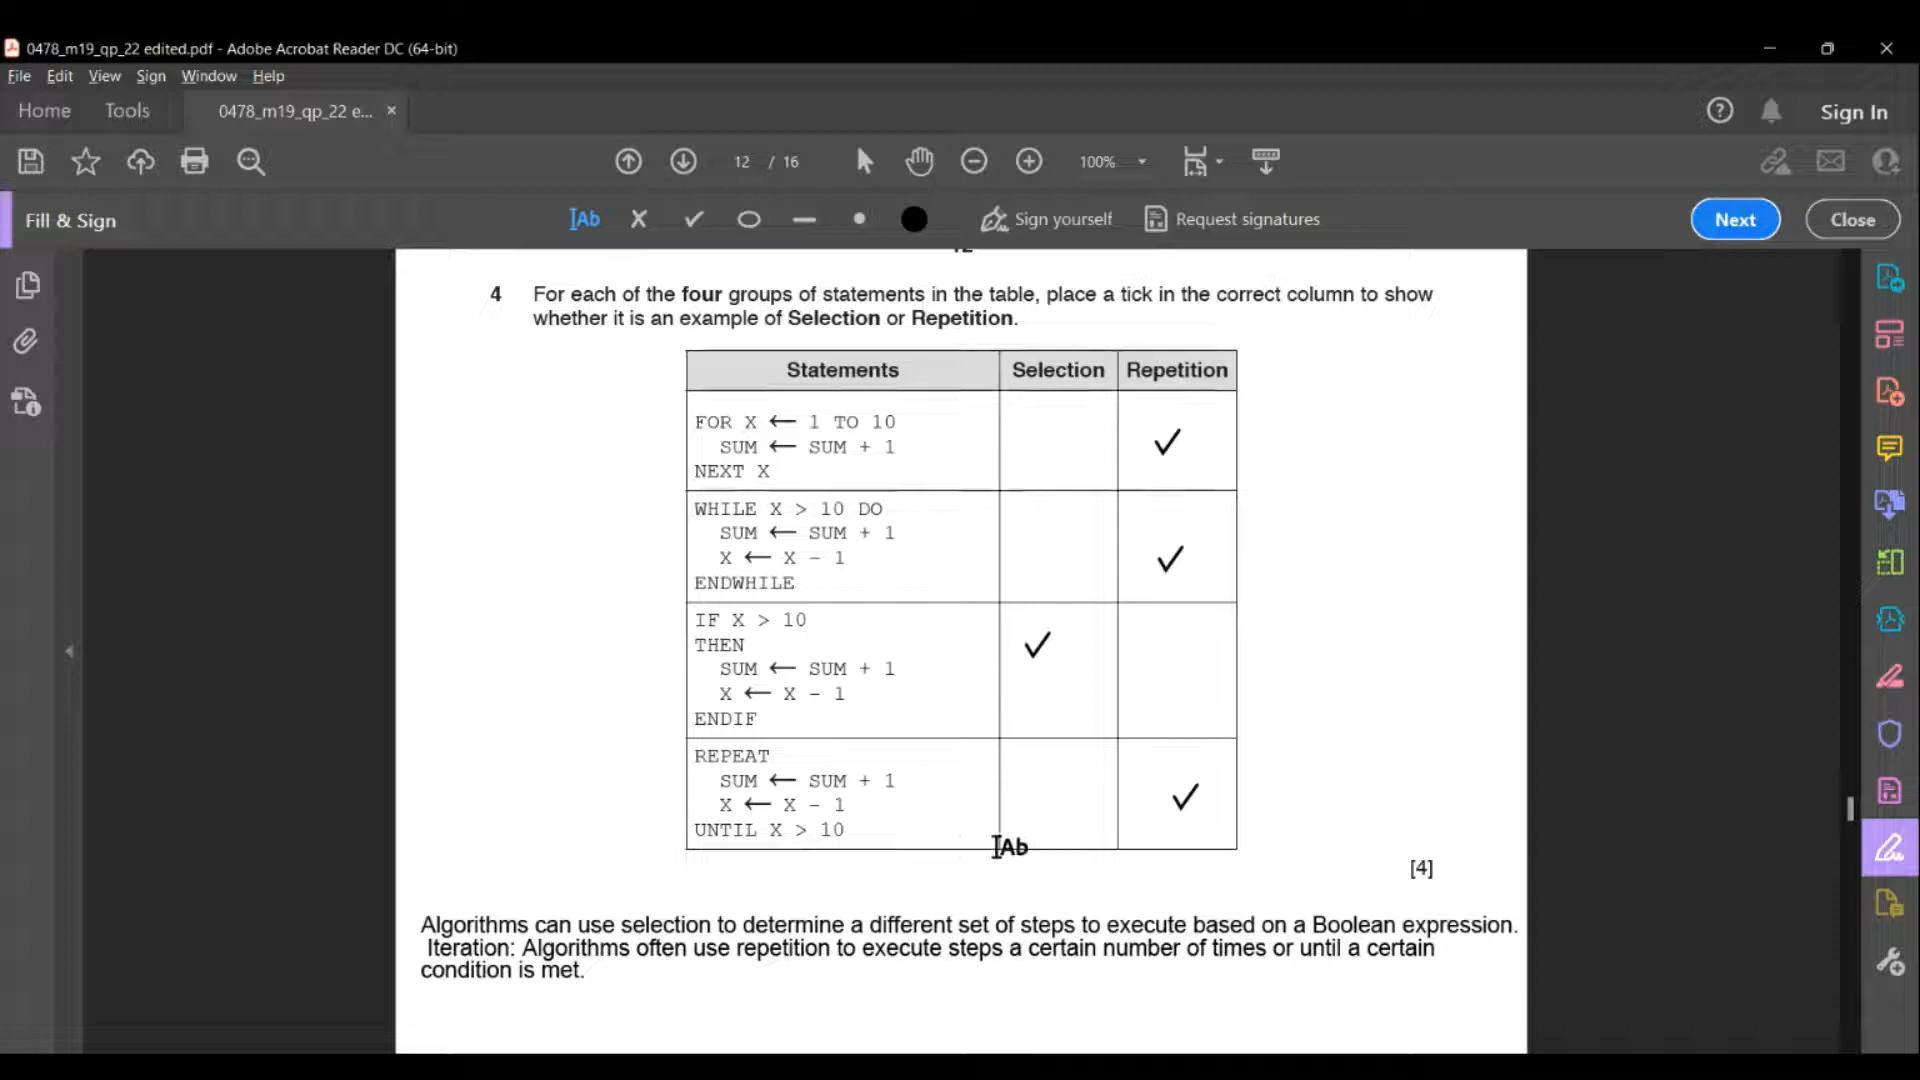 0478_m19_qp_22 edited.pdf - Adobe Acrobat Reader DC (64-bit)
File Edit View Sign Window Help
Home Tools 0478_m19_qp_22 e... × Sign In
12 / 16 100%
Fill & Sign Ab Sign yourself Request signatures Next Close
4 For each of the four groups of statements in the table, place a tick in the correct column to show
whether it is an example of Selection or Repetition.
Statements Selection Repetition
FOR X ← 1 TO 10
SUM ← SUM + 1
NEXT X
✓
WHILE X > 10 DO
SUM ← SUM + 1
X ← X - 1
ENDWHILE
✓
IF X > 10
THEN
SUM ← SUM + 1
X ← X - 1
ENDIF
✓
REPEAT
SUM ← SUM + 1
X ← X - 1
UNTIL X > 10
✓
Ab
[4]
Algorithms can use selection to determine a different set of steps to execute based on a Boolean expression.
Iteration: Algorithms often use repetition to execute steps a certain number of times or until a certain
condition is met.